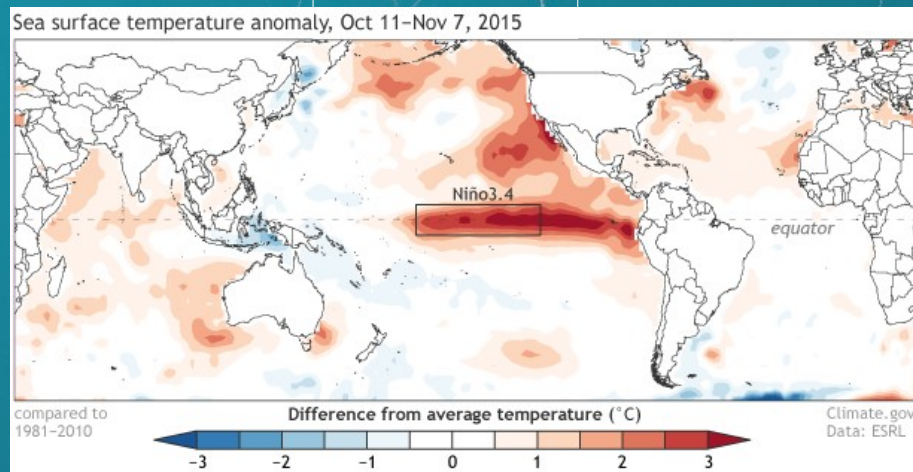 Sea surface temperature anomaly, Oct 11–Nov 7, 2015
Niño3.4
equator
compared to
1981–2010
Difference from average temperature (°C)
Climate.gov
Data: ESRL
−3 −2 −1 0 1 2 3